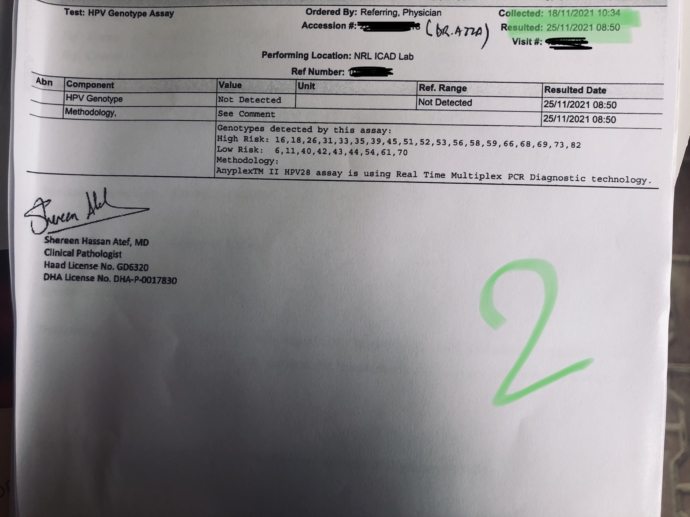 Test: HPV Genotype Assay Ordered By: Referring, Physician Collected: 18/11/2021 10:34
Accession #: (DR.AZZA) Resulted: 25/11/2021 08:50
Visit #:
Performing Location: NRL ICAD Lab
Ref Number:
Abn Component Value Unit Ref. Range Resulted Date
HPV Genotype Not Detected Not Detected 25/11/2021 08:50
Methodology, See Comment 25/11/2021 08:50
Genotypes detected by this assay:
High Risk: 16,18,26,31,33,35,39,45,51,52,53,56,58,59,66,68,69,73,82
Low Risk: 6,11,40,42,43,44,54,61,70
Methodology:
AnyplexTM II HPV28 assay is using Real Time Multiplex PCR Diagnostic technology.
Shereen Atef
Shereen Hassan Atef, MD
Clinical Pathologist
Haad License No. GD6320
DHA License No. DHA-P-0017830
2